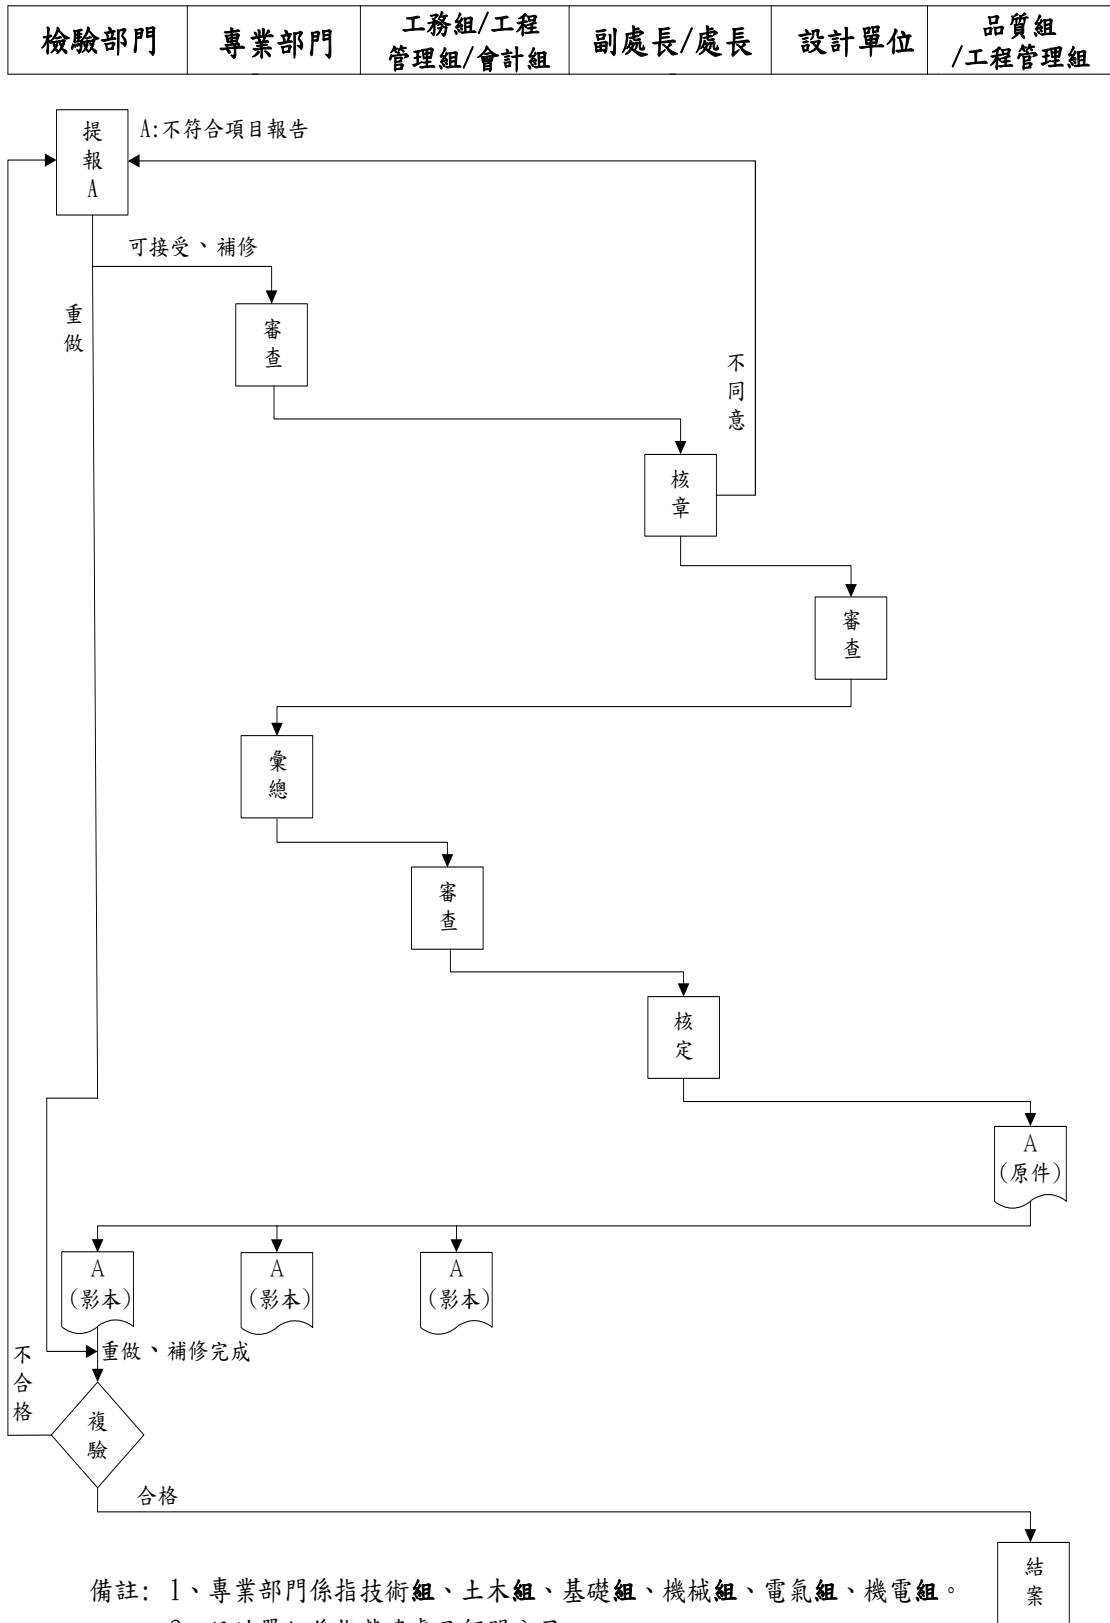 檢驗部門
專業部門
工務組/工程
管理組/會計組
副處長/處長
設計單位
品質組
/工程管理組
提報A
A:不符合項目報告
可接受、補修
重做
審查
不同意
核章
審查
彙總
審查
核定
A
(原件)
A
(影本)
A
(影本)
A
(影本)
重做、補修完成
不合格
複驗
合格
結案
備註: 1、專業部門係指技術組、土木組、基礎組、機械組、電氣組、機電組。